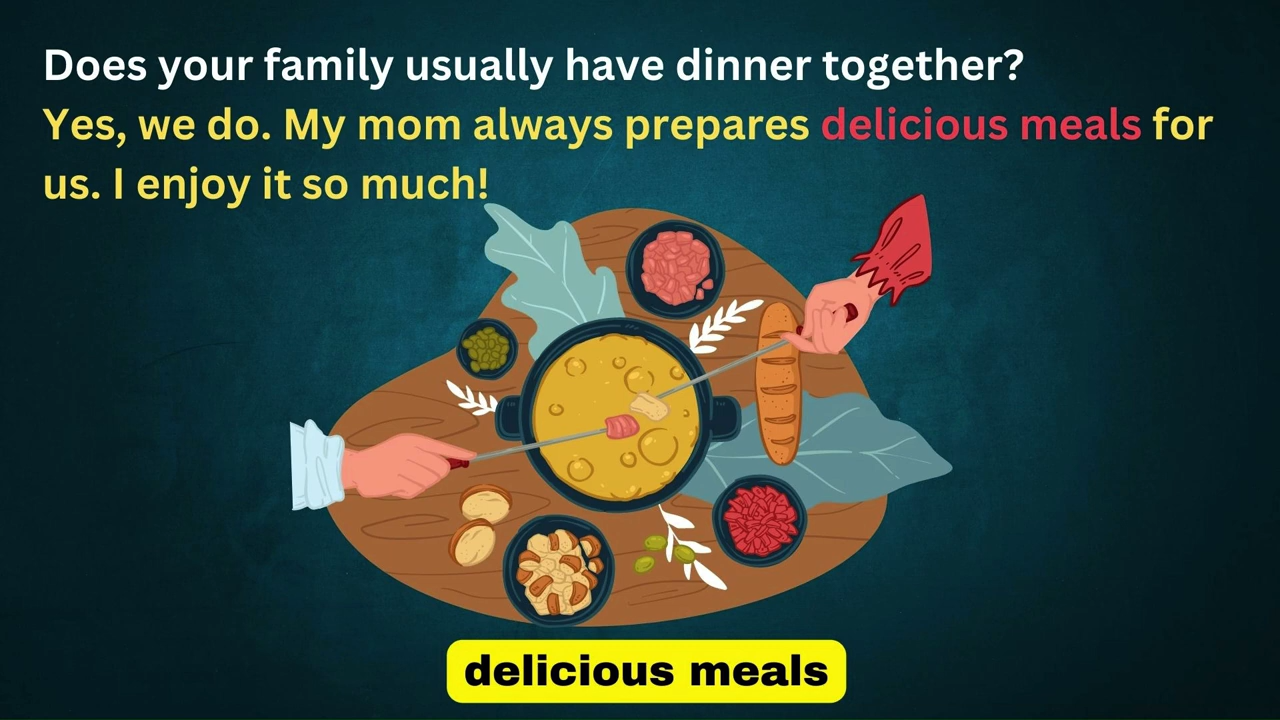 Does your family usually have dinner together?
Yes, we do. My mom always prepares delicious meals for
us. I enjoy it so much!
delicious meals